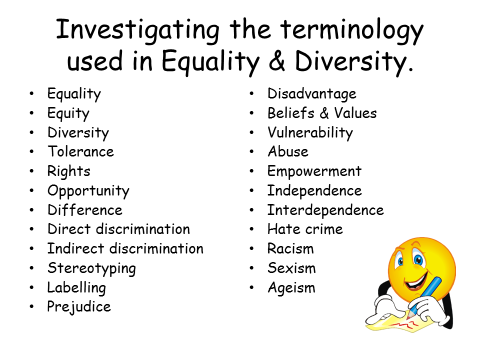 Investigating the terminology
used in Equality & Diversity.
• Equality
• Equity
• Diversity
• Tolerance
• Rights
• Opportunity
• Difference
• Direct discrimination
• Indirect discrimination
• Stereotyping
• Labelling
• Prejudice
• Disadvantage
• Beliefs & Values
• Vulnerability
• Abuse
• Empowerment
• Independence
• Interdependence
• Hate crime
• Racism
• Sexism
• Ageism